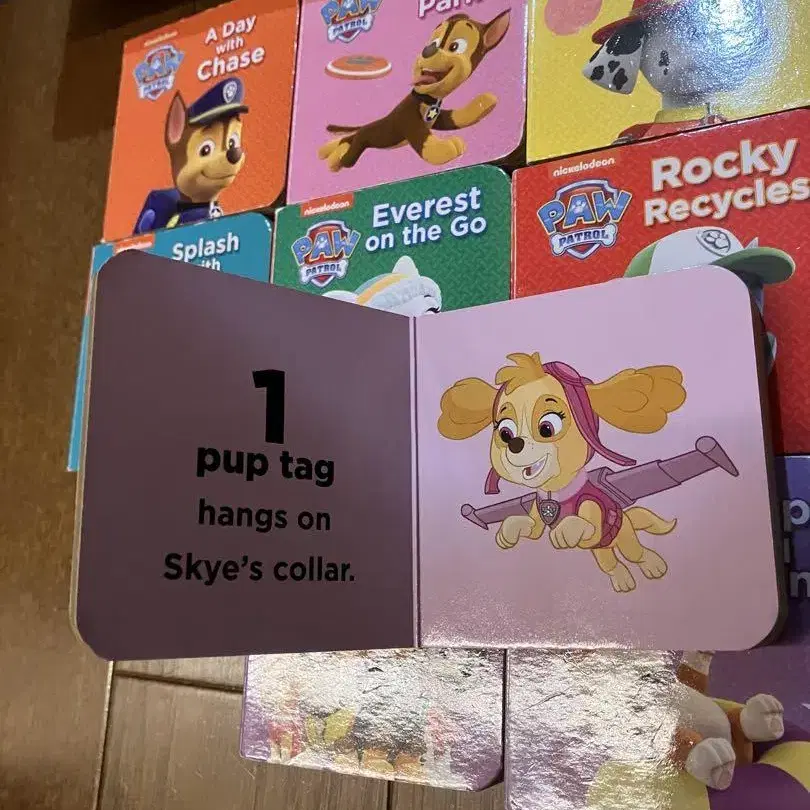 nickelodeon
PAW
PATROL
A Day
with
Chase
PAW
PATROL
nickelodeon
PAW
PATROL
Everest
on the Go
nickelodeon
PAW
PATROL
Rocky
Recycles
Splash
with
1
pup tag
hangs on
Skye's collar.